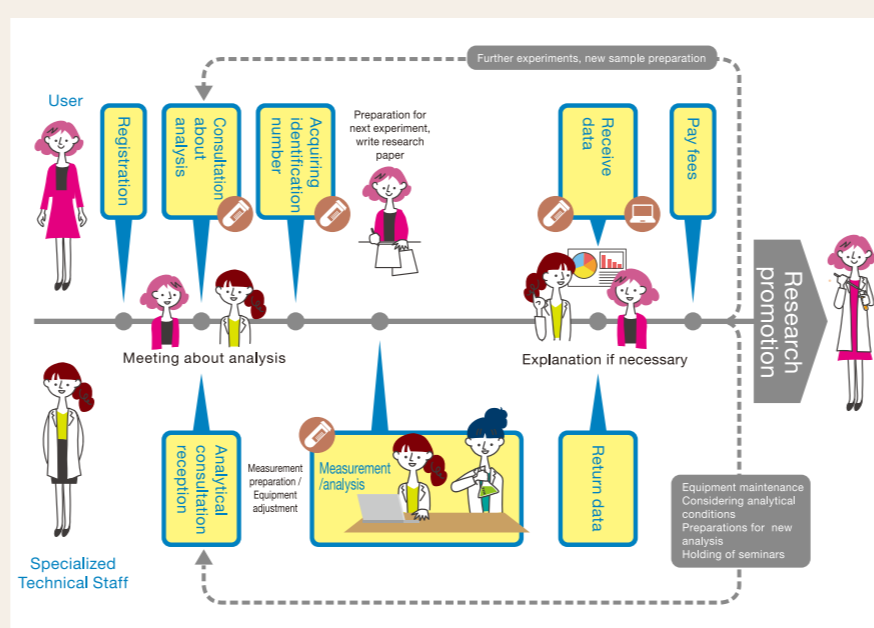 Further experiments, new sample preparation
User
Registration
Consultation
about
analysis
Acquiring
identification
number
Preparation for
next experiment,
write research
paper
Receive
data
Pay fees
Research
promotion
Meeting about analysis
Explanation if necessary
Specialized
Technical Staff
Analytical
consultation
reception
Measurement
preparation /
Equipment
adjustment
Measurement
/analysis
Return data
Equipment maintenance
Considering analytical
conditions
Preparations for new
analysis
Holding of seminars